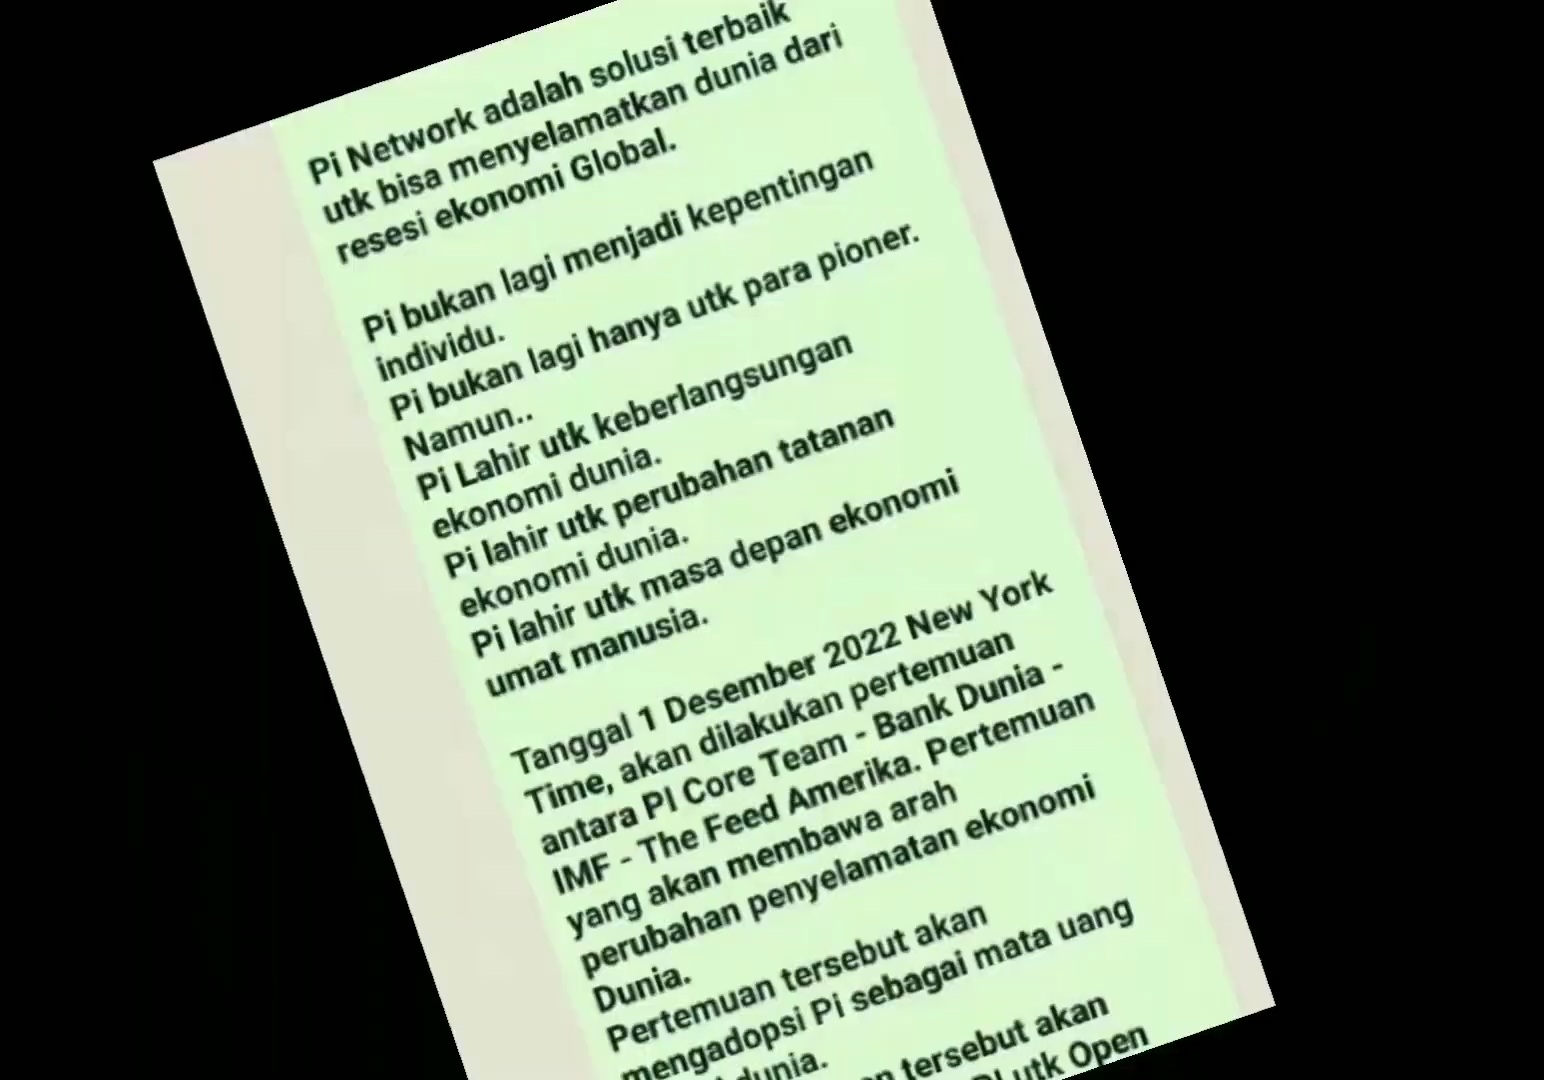 Pi Network adalah solusi terbaik
utk bisa menyelamatkan dunia dari
resesi ekonomi Global.
Pi bukan lagi menjadi kepentingan
individu.
Pi bukan lagi hanya utk para pioner.
Namun..
Pi Lahir utk keberlangsungan
ekonomi dunia.
Pi lahir utk perubahan tatanan
ekonomi dunia.
Pi lahir utk masa depan ekonomi
umat manusia.
Tanggal 1 Desember 2022 New York
Time, akan dilakukan pertemuan
antara PI Core Team - Bank Dunia -
IMF - The Feed Amerika. Pertemuan
yang akan membawa arah
perubahan penyelamatan ekonomi
Dunia.
Pertemuan tersebut akan
mengadopsi Pi sebagai mata uang
dunia.
tersebut akan
utk Open